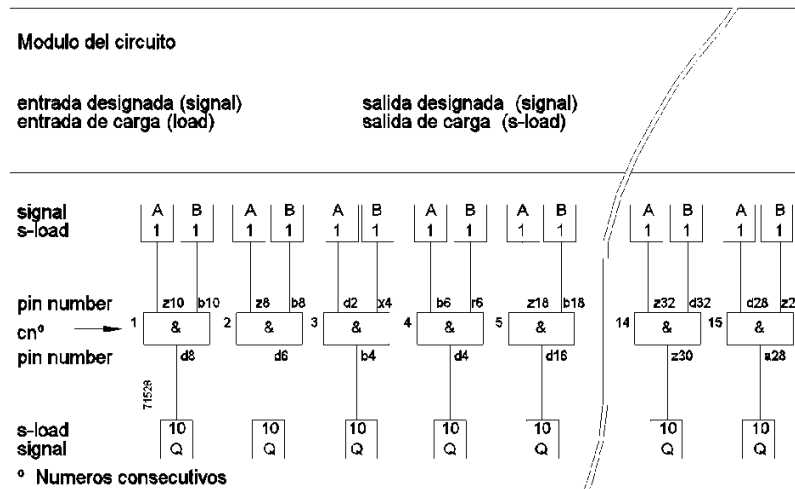 Modulo del circuito
entrada designada (signal) salida designada (signal)
entrada de carga (load) salida de carga (s-load)
signal A B A B A B A B A B A B A B
s-load 1 1 1 1 1 1 1 1 1 1 1 1 1 1
pin number z10 b10 z8 b8 d2 x4 b6 r6 z18 b18 z32 d32 d28 z2
cnº 1 & 2 & 3 & 4 & 5 & 14 & 15 &
pin number d8 d6 b4 d4 d16 z30 a28
71528
s-load 10 10 10 10 10 10 10
signal Q Q Q Q Q Q Q
º Numeros consecutivos